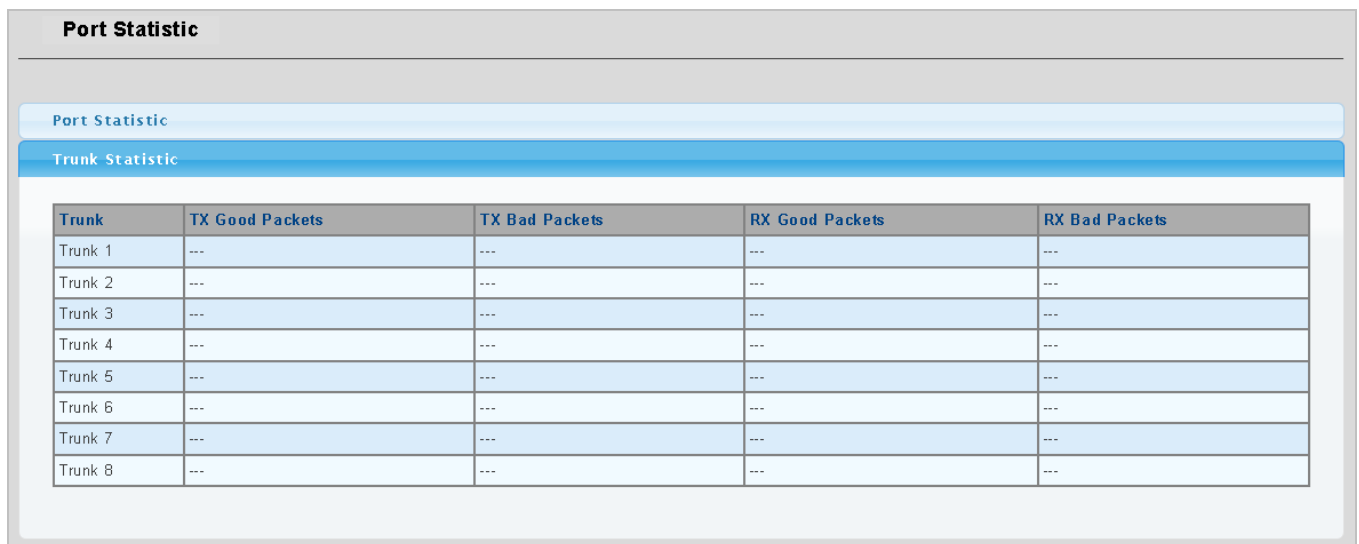 Port Statistic
Port Statistic
Trunk Statistic
Trunk TX Good Packets TX Bad Packets RX Good Packets RX Bad Packets
Trunk 1 --- --- --- ---
Trunk 2 --- --- --- ---
Trunk 3 --- --- --- ---
Trunk 4 --- --- --- ---
Trunk 5 --- --- --- ---
Trunk 6 --- --- --- ---
Trunk 7 --- --- --- ---
Trunk 8 --- --- --- ---